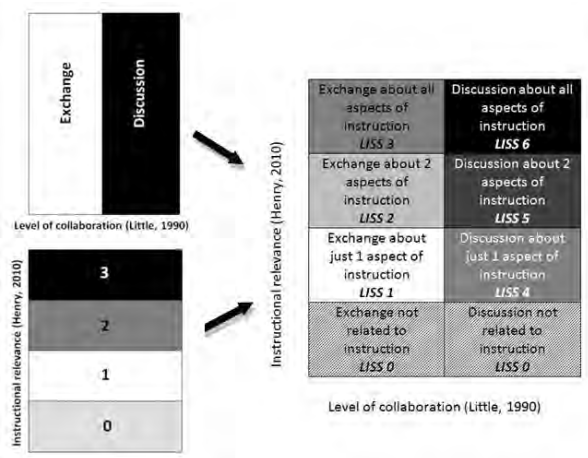 Exchange
Discussion
Level of collaboration (Little, 1990)
Instructional relevance (Henry, 2010)
3
2
1
0
Instructional relevance (Henry, 2010)
Exchange about all
aspects of
instruction
LISS 3
Discussion about all
aspects of
instruction
LISS 6
Exchange about 2
aspects of
instruction
LISS 2
Discussion about 2
aspects of
instruction
LISS 5
Exchange about
just 1 aspect of
instruction
LISS 1
Discussion about
just 1 aspect of
instruction
LISS 4
Exchange not
related to
instruction
LISS 0
Discussion not
related to
instruction
LISS 0
Level of collaboration (Little, 1990)